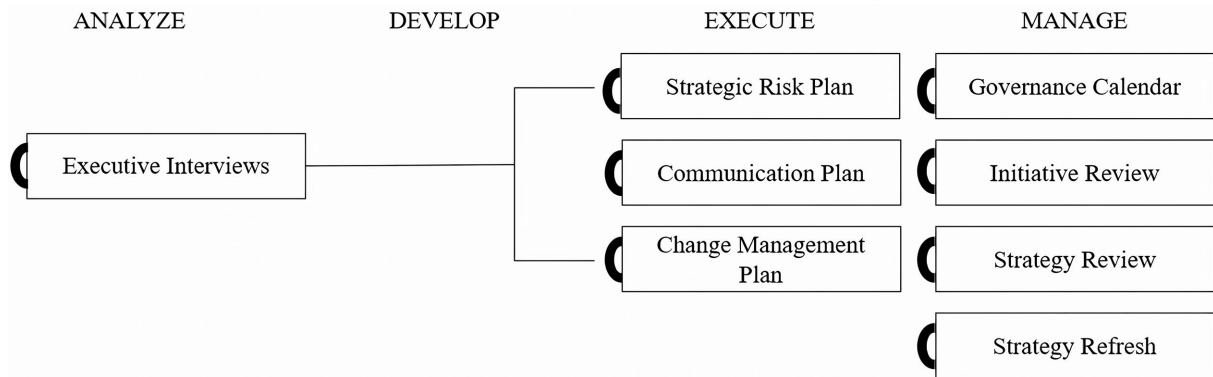 ANALYZE
DEVELOP
EXECUTE
MANAGE
Executive Interviews
Strategic Risk Plan
Communication Plan
Change Management
Plan
Governance Calendar
Initiative Review
Strategy Review
Strategy Refresh